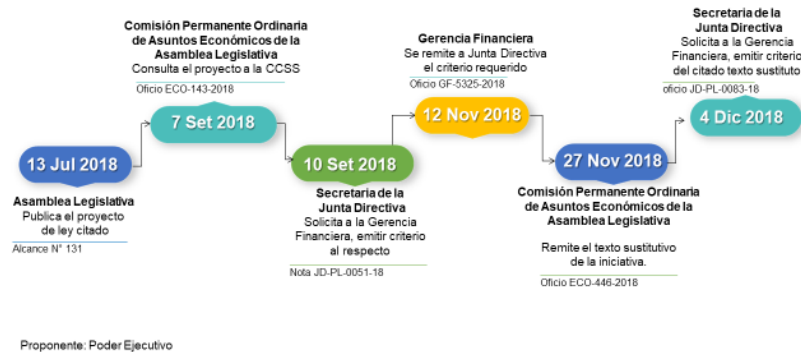 13 Jul 2018
Asamblea Legislativa
Publica el proyecto
de ley citado
Alcance N° 131
Comisión Permanente Ordinaria
de Asuntos Económicos de la
Asamblea Legislativa
Consulta el proyecto a la CCSS
Oficio ECO-143-2018
7 Set 2018
10 Set 2018
Secretaria de la
Junta Directiva
Solicita a la Gerencia
Financiera, emitir criterio
al respecto
Nota JD-PL-0051-18
Gerencia Financiera
Se remite a Junta Directiva
el criterio requerido
Oficio GF-5325-2018
12 Nov 2018
27 Nov 2018
Comisión Permanente Ordinaria
de Asuntos Económicos de la
Asamblea Legislativa
Remite el texto sustitutivo
de la iniciativa.
Oficio ECO-446-2018
Secretaria de la
Junta Directiva
Solicita a la Gerencia
Financiera, emitir criterio
del citado texto sustituto
oficio JD-PL-0083-18
4 Dic 2018
Proponente: Poder Ejecutivo